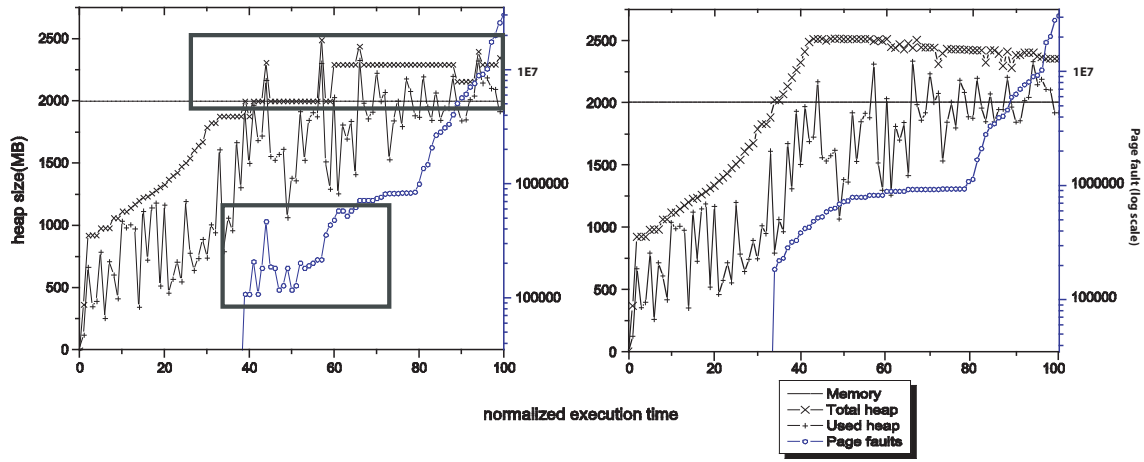 heap size(MB)
2500
2000
1500
1000
500
0
0 20 40 60 80 100
1E7
1000000
100000
2500
2000
1500
1000
500
0
0 20 40 60 80 100
1E7
1000000
100000
Page fault (log scale)
normalized execution time
Memory
Total heap
Used heap
Page faults